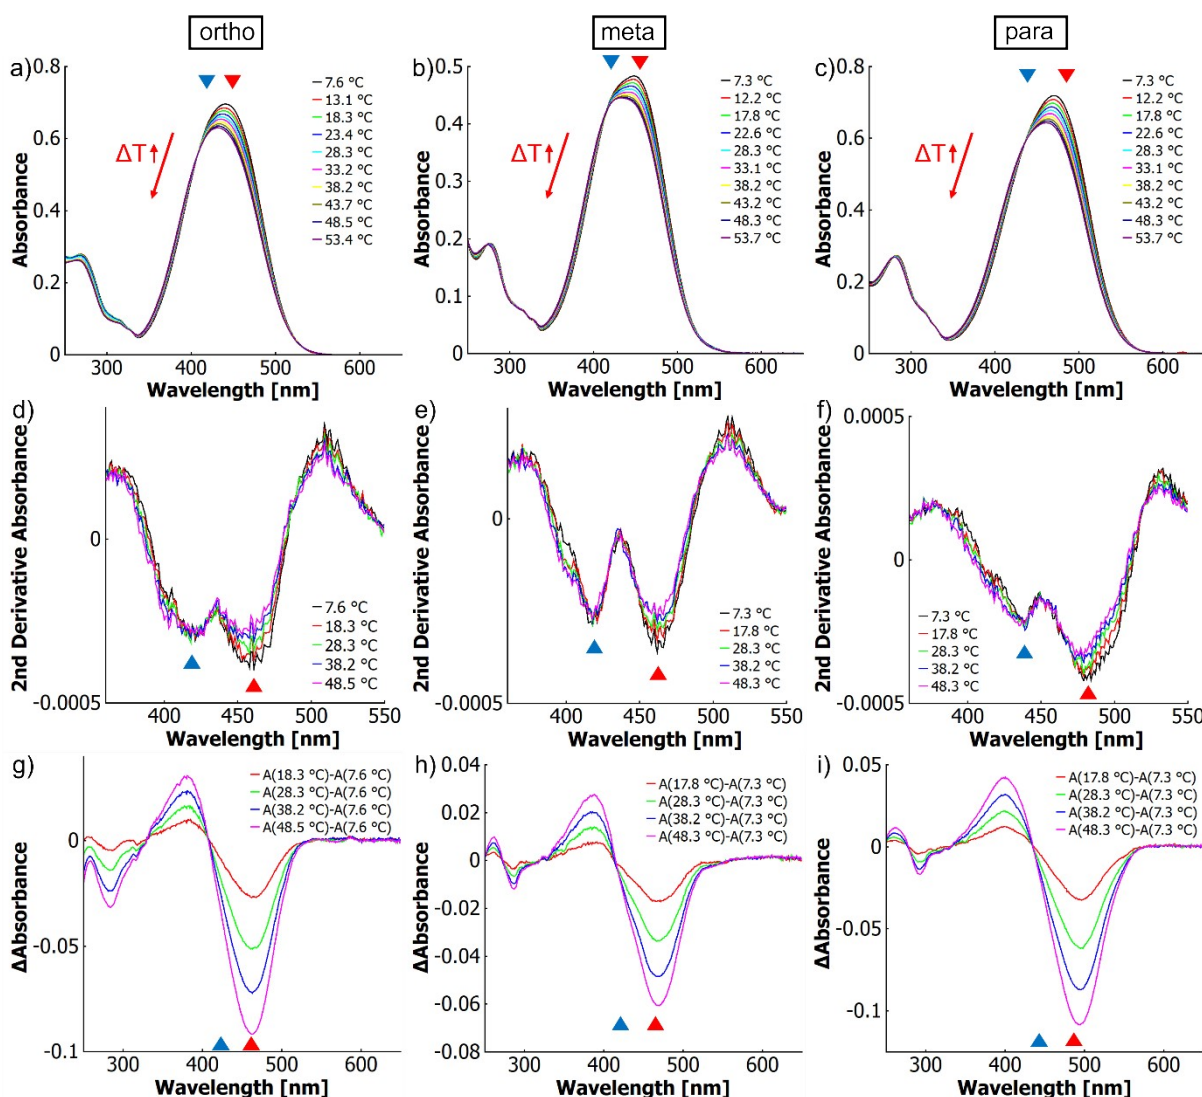 ortho
meta
para
a)
0.8
0.6
0.4
0.2
0
Absorbance
300
400
500
600
Wavelength [nm]
ΔT↑
7.6 °C
13.1 °C
18.3 °C
23.4 °C
28.3 °C
33.2 °C
38.2 °C
43.7 °C
48.5 °C
53.4 °C
b)
0.5
0.4
0.3
0.2
0.1
0
Absorbance
300
400
500
600
Wavelength [nm]
ΔT↑
7.3 °C
12.2 °C
17.8 °C
22.6 °C
28.3 °C
33.1 °C
38.2 °C
43.2 °C
48.3 °C
53.7 °C
c)
0.8
0.6
0.4
0.2
0
Absorbance
300
400
500
600
Wavelength [nm]
ΔT↑
7.3 °C
12.2 °C
17.8 °C
22.6 °C
28.3 °C
33.1 °C
38.2 °C
43.2 °C
48.3 °C
53.7 °C
d)
0
-0.0005
2nd Derivative Absorbance
400
450
500
550
Wavelength [nm]
7.6 °C
18.3 °C
28.3 °C
38.2 °C
48.5 °C
e)
0
-0.0005
2nd Derivative Absorbance
400
450
500
550
Wavelength [nm]
7.3 °C
17.8 °C
28.3 °C
38.2 °C
48.3 °C
f)
0.0005
0
-0.0005
2nd Derivative Absorbance
400
450
500
550
Wavelength [nm]
7.3 °C
17.8 °C
28.3 °C
38.2 °C
48.3 °C
g)
0
-0.05
-0.1
ΔAbsorbance
300
400
500
600
Wavelength [nm]
A(18.3 °C)-A(7.6 °C)
A(28.3 °C)-A(7.6 °C)
A(38.2 °C)-A(7.6 °C)
A(48.5 °C)-A(7.6 °C)
h)
0.04
0.02
0
-0.02
-0.04
-0.06
-0.08
ΔAbsorbance
300
400
500
600
Wavelength [nm]
A(17.8 °C)-A(7.3 °C)
A(28.3 °C)-A(7.3 °C)
A(38.2 °C)-A(7.3 °C)
A(48.3 °C)-A(7.3 °C)
i)
0.05
0
-0.05
-0.1
ΔAbsorbance
300
400
500
600
Wavelength [nm]
A(17.8 °C)-A(7.3 °C)
A(28.3 °C)-A(7.3 °C)
A(38.2 °C)-A(7.3 °C)
A(48.3 °C)-A(7.3 °C)